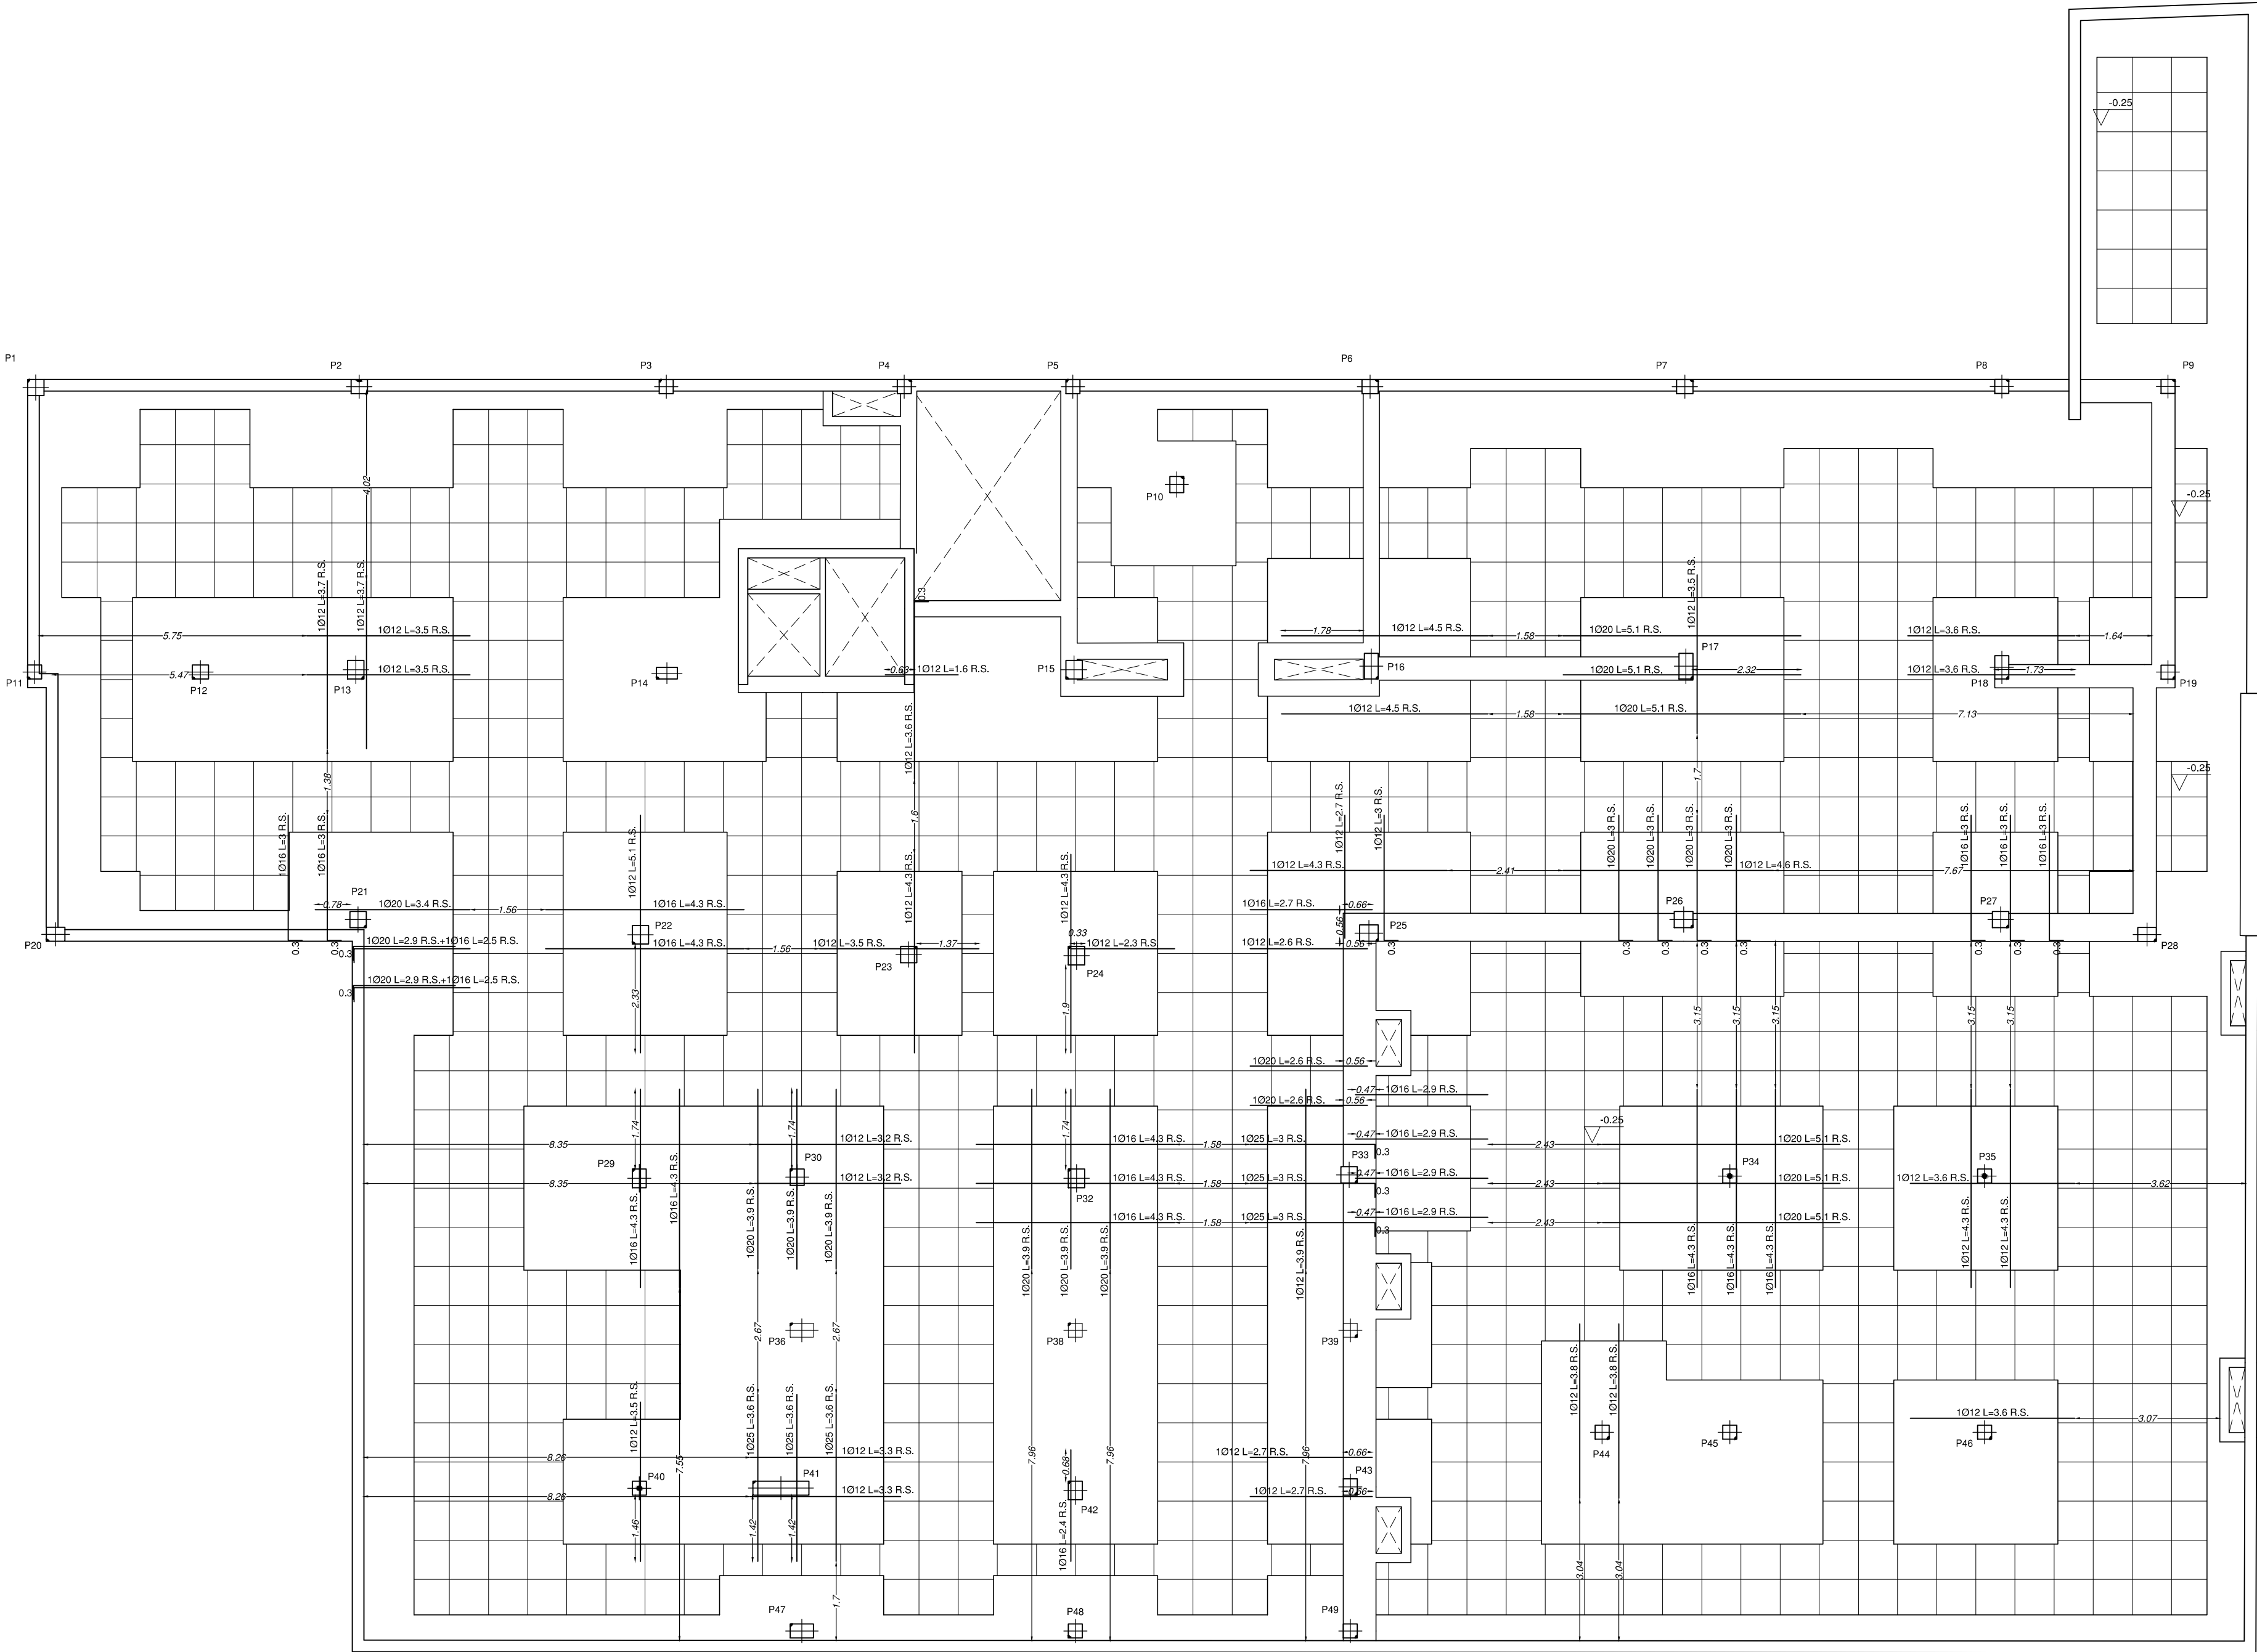 -0.25
P1
P2
P3
P4
P5
P6
P7
P8
P9
4.02
P10
-0.25
1Ø12 L=3.7 R.S.
1Ø12 L=3.7 R.S.
0.3
1Ø12 L=3.5 R.S.
5.75
1Ø12 L=3.5 R.S.
1.78
1Ø12 L=4.5 R.S.
1.58
1Ø20 L=5.1 R.S.
1Ø12 L=3.6 R.S.
1.64
P17
P11
5.47
P12
P13
1Ø12 L=3.5 R.S.
P14
0.63
1Ø12 L=1.6 R.S.
P15
P16
1Ø20 L=5.1 R.S.
2.32
1Ø12 L=3.6 R.S.
P18
1.73
P19
1Ø12 L=3.6 R.S.
1Ø12 L=4.5 R.S.
1.58
1Ø20 L=5.1 R.S.
7.13
1.38
1.6
1.7
-0.25
1Ø16 L=3 R.S.
1Ø16 L=3 R.S.
1Ø12 L=5.1 R.S.
1Ø12 L=4.3 R.S.
1Ø12 L=4.3 R.S.
1Ø12 L=2.7 R.S.
1Ø12 L=3 R.S.
1Ø20 L=3 R.S.
1Ø20 L=3 R.S.
1Ø20 L=3 R.S.
1Ø20 L=3 R.S.
1Ø16 L=3 R.S.
1Ø16 L=3 R.S.
1Ø16 L=3 R.S.
1Ø12 L=4.3 R.S.
2.41
1Ø12 L=4.6 R.S.
7.67
P21
0.78
1Ø20 L=3.4 R.S.
1.56
1Ø16 L=4.3 R.S.
1Ø16 L=2.7 R.S.
0.66
P20
P22
0.56
P25
P26
P27
P28
0.3
0.3
0.3
1Ø20 L=2.9 R.S.+1Ø16 L=2.5 R.S.
1Ø16 L=4.3 R.S.
1.56
1Ø12 L=3.5 R.S.
P23
1.37
0.33
1Ø12 L=2.3 R.S.
P24
1Ø12 L=2.6 R.S.
0.56
0.3
0.3
0.3
0.3
0.3
0.3
0.3
0.3
0.3
1Ø20 L=2.9 R.S.+1Ø16 L=2.5 R.S.
2.33
1.9
3.15
3.15
3.15
3.15
3.15
1Ø20 L=2.6 R.S.
0.56
0.47
1Ø16 L=2.9 R.S.
1Ø20 L=2.6 R.S.
0.56
1.74
1.74
1.74
-0.25
8.35
1Ø12 L=3.2 R.S.
1Ø16 L=4.3 R.S.
1.58
1Ø25 L=3 R.S.
0.47
1Ø16 L=2.9 R.S.
2.43
1Ø20 L=5.1 R.S.
0.3
P29
P30
P33
P34
P35
8.35
1Ø12 L=3.2 R.S.
1Ø16 L=4.3 R.S.
1.58
1Ø25 L=3 R.S.
0.47
1Ø16 L=2.9 R.S.
2.43
1Ø20 L=5.1 R.S.
1Ø12 L=3.6 R.S.
3.62
P32
0.3
1Ø16 L=4.3 R.S.
1.58
1Ø25 L=3 R.S.
0.47
1Ø16 L=2.9 R.S.
2.43
1Ø20 L=5.1 R.S.
0.3
1Ø16 L=4.3 R.S.
1Ø16 L=4.3 R.S.
1Ø20 L=3.9 R.S.
1Ø20 L=3.9 R.S.
1Ø20 L=3.9 R.S.
1Ø20 L=3.9 R.S.
1Ø20 L=3.9 R.S.
1Ø20 L=3.9 R.S.
1Ø12 L=3.9 R.S.
1Ø16 L=4.3 R.S.
1Ø16 L=4.3 R.S.
1Ø16 L=4.3 R.S.
1Ø12 L=4.3 R.S.
1Ø12 L=4.3 R.S.
2.67
P36
2.67
P38
P39
1Ø12 L=3.5 R.S.
1Ø25 L=3.6 R.S.
1Ø25 L=3.6 R.S.
1Ø25 L=3.6 R.S.
1Ø12 L=3.8 R.S.
1Ø12 L=3.8 R.S.
1Ø12 L=3.6 R.S.
3.07
P44
P45
P46
8.26
7.55
1Ø12 L=3.3 R.S.
7.96
0.68
7.96
1Ø12 L=2.7 R.S.
7.96
0.66
P40
P41
P43
8.26
1Ø12 L=3.3 R.S.
P42
1Ø12 L=2.7 R.S.
0.66
1.46
1.42
1.42
1Ø16 L=2.4 R.S.
3.04
3.04
1.7
P47
P48
P49